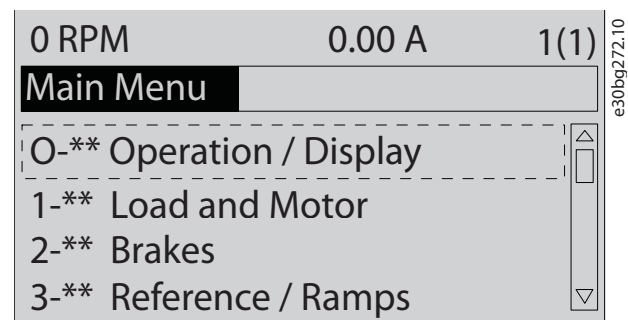 0 RPM 0.00 A 1(1)
Main Menu
O-** Operation / Display
1-** Load and Motor
2-** Brakes
3-** Reference / Ramps
e30bg272.10